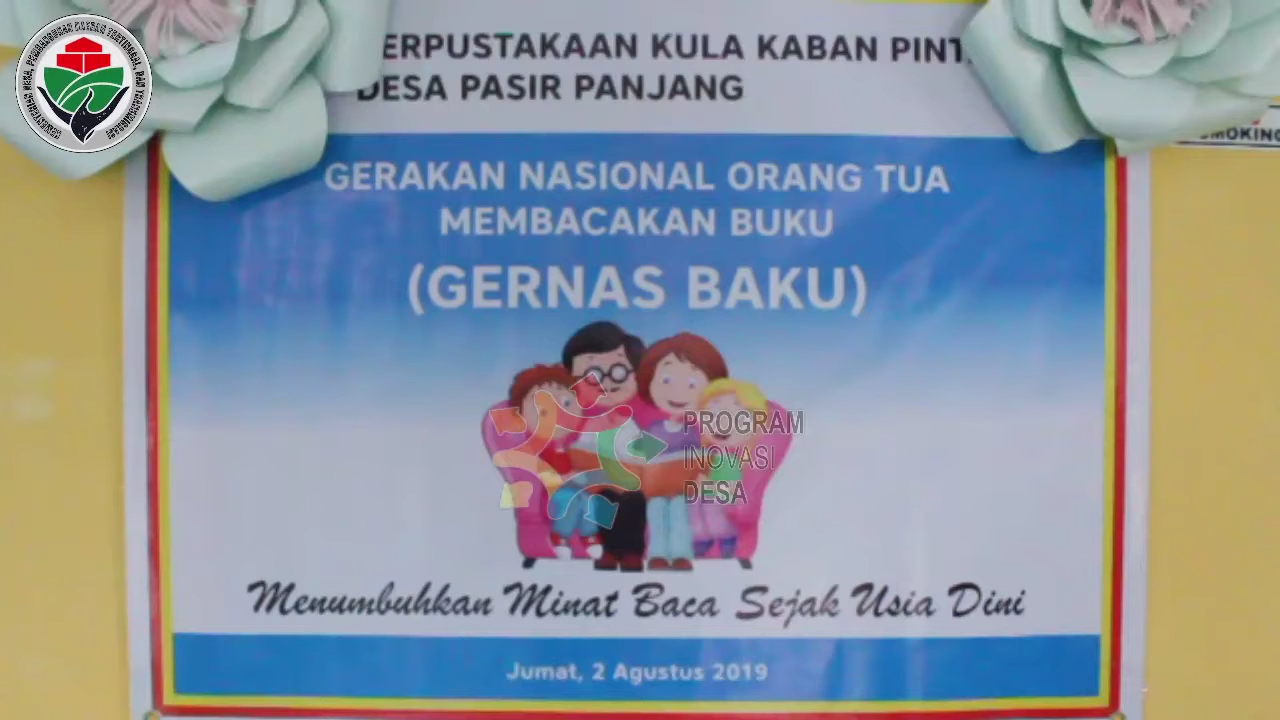 ERPUSTAKAAN KULA KABAN PINT
DESA PASIR PANJANG
SMOKING
GERAKAN NASIONAL ORANG TUA
MEMBACAKAN BUKU
(GERNAS BAKU)
PROGRAM
INOVASI
DESA
Menumbuhkan Minat Baca Sejak Usia Dini
Jumat, 2 Agustus 2019